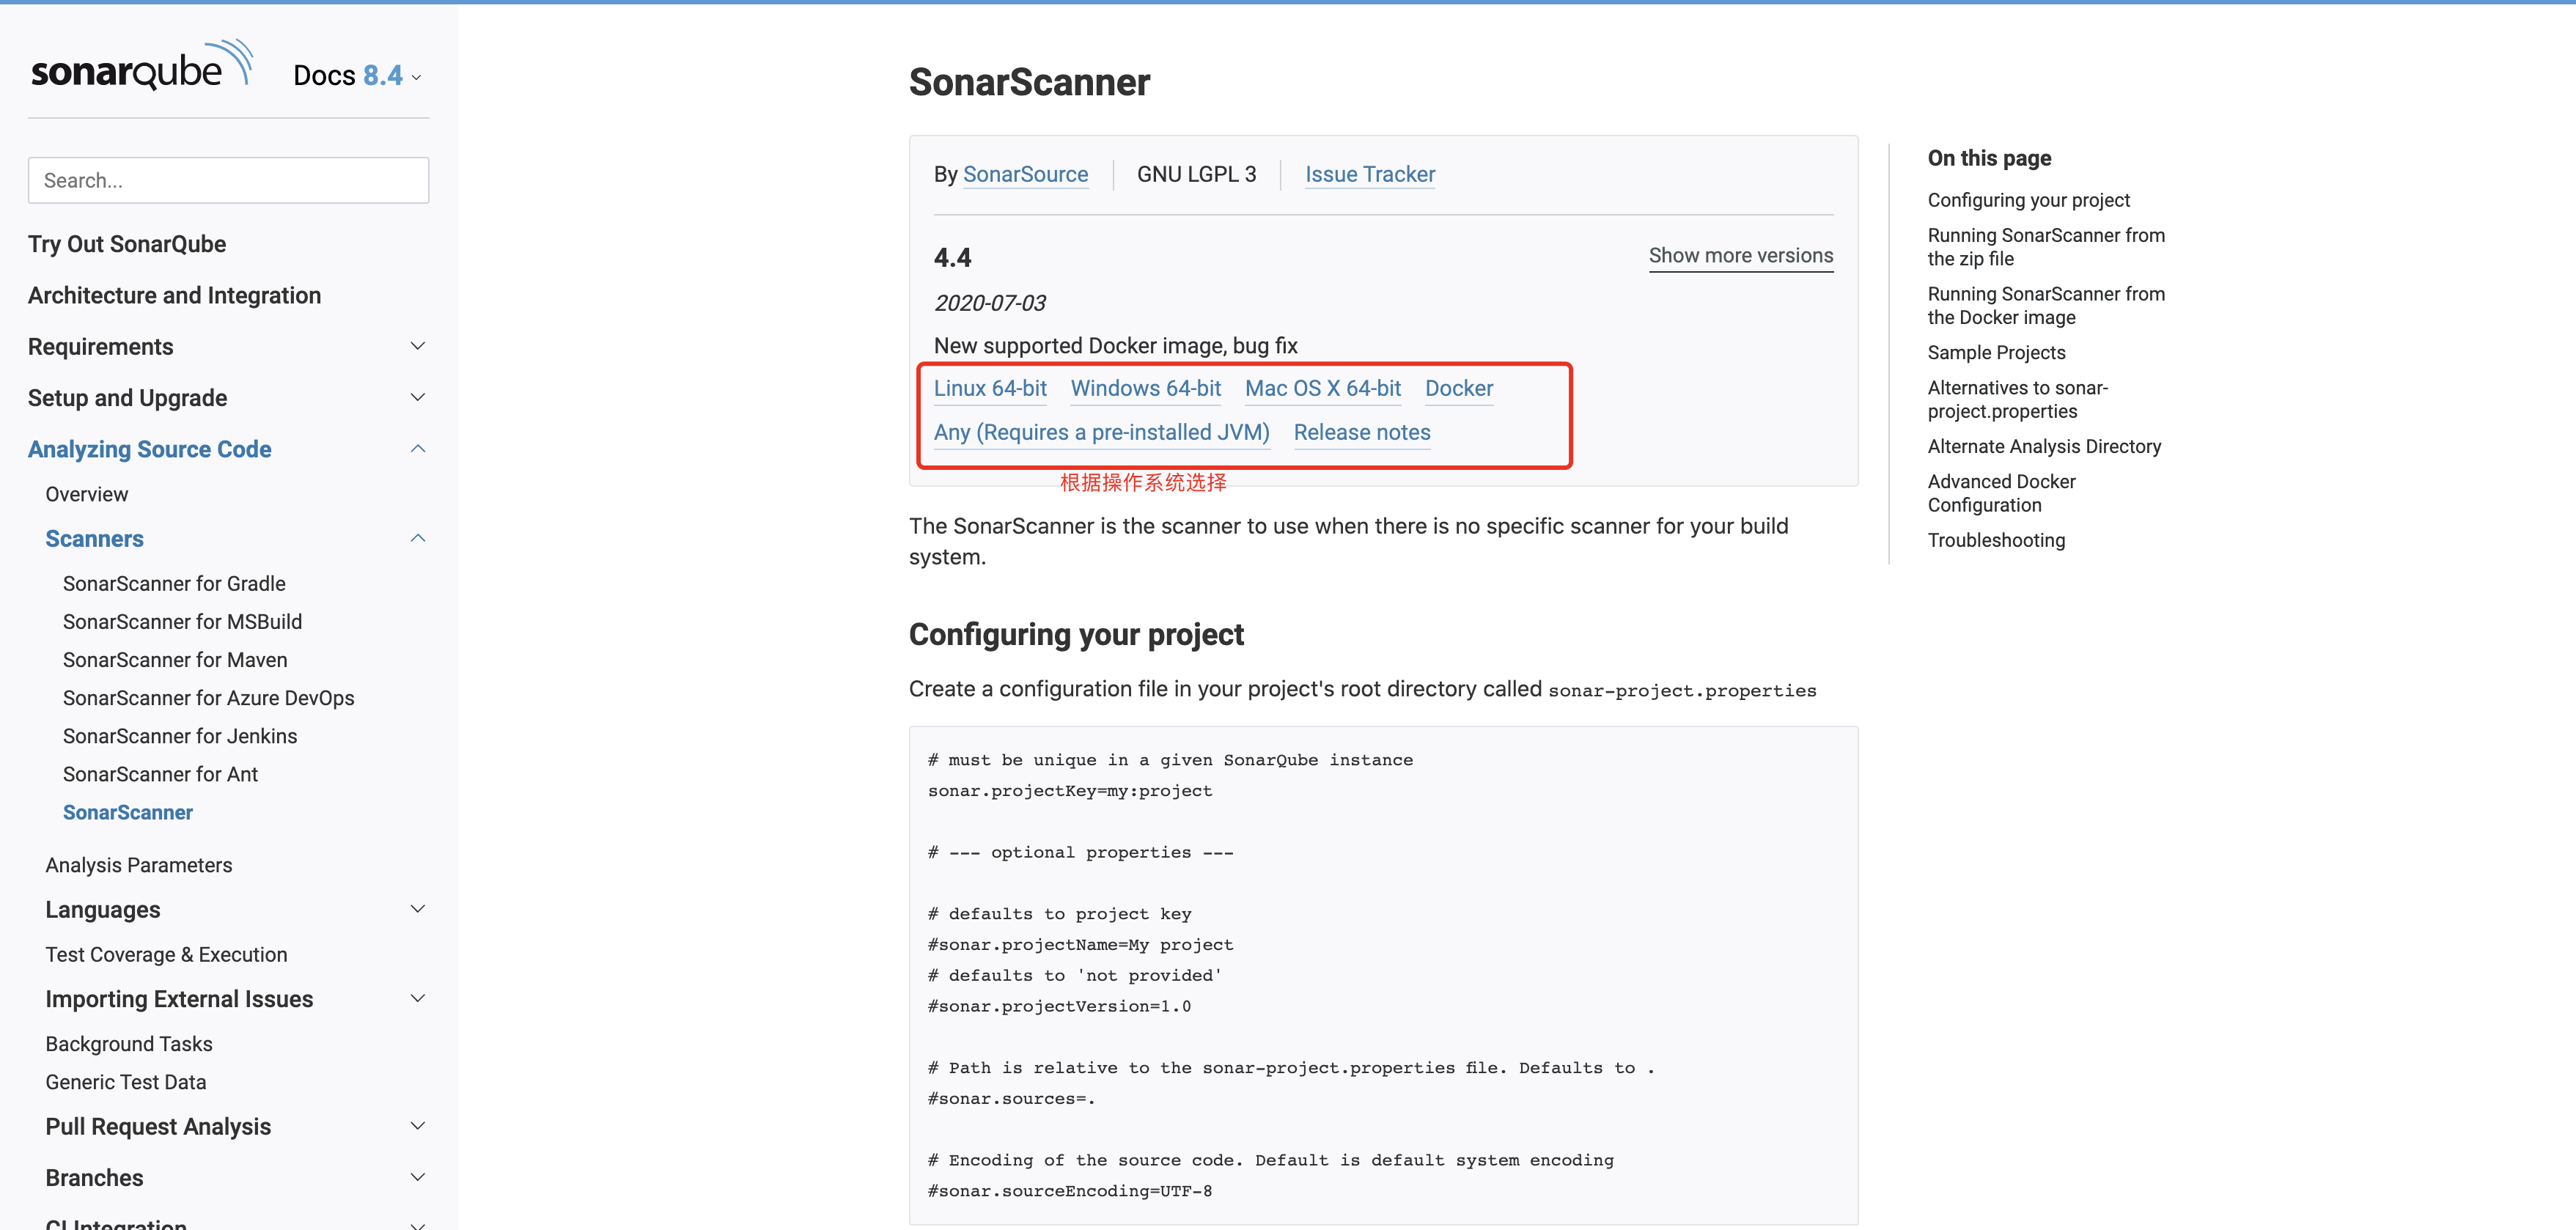 sonarqube Docs 8.4
Search...
Try Out SonarQube
Architecture and Integration
Requirements
Setup and Upgrade
Analyzing Source Code
Overview
Scanners
SonarScanner for Gradle
SonarScanner for MSBuild
SonarScanner for Maven
SonarScanner for Azure DevOps
SonarScanner for Jenkins
SonarScanner for Ant
SonarScanner
Analysis Parameters
Languages
Test Coverage & Execution
Importing External Issues
Background Tasks
Generic Test Data
Pull Request Analysis
Branches
CI Integration
SonarScanner
By SonarSource GNU LGPL 3 Issue Tracker
4.4 Show more versions
2020-07-03
New supported Docker image, bug fix
Linux 64-bit Windows 64-bit Mac OS X 64-bit Docker
Any (Requires a pre-installed JVM) Release notes
根据操作系统选择
The SonarScanner is the scanner to use when there is no specific scanner for your build
system.
Configuring your project
Create a configuration file in your project's root directory called sonar-project.properties
# must be unique in a given SonarQube instance
sonar.projectKey=my:project
# --- optional properties ---
# defaults to project key
#sonar.projectName=My project
# defaults to 'not provided'
#sonar.projectVersion=1.0
# Path is relative to the sonar-project.properties file. Defaults to .
#sonar.sources=.
# Encoding of the source code. Default is default system encoding
#sonar.sourceEncoding=UTF-8
On this page
Configuring your project
Running SonarScanner from
the zip file
Running SonarScanner from
the Docker image
Sample Projects
Alternatives to sonar-
project.properties
Alternate Analysis Directory
Advanced Docker
Configuration
Troubleshooting